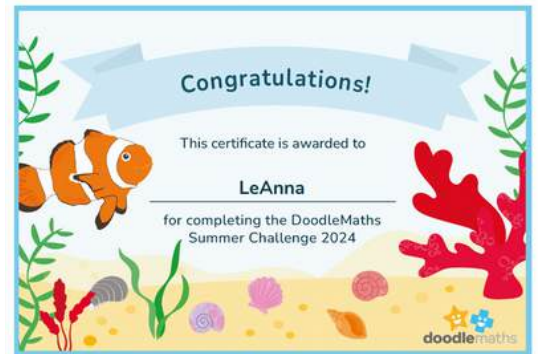 Congratulations!
This certificate is awarded to
LeAnna
for completing the DoodleMaths
Summer Challenge 2024
doodlemaths